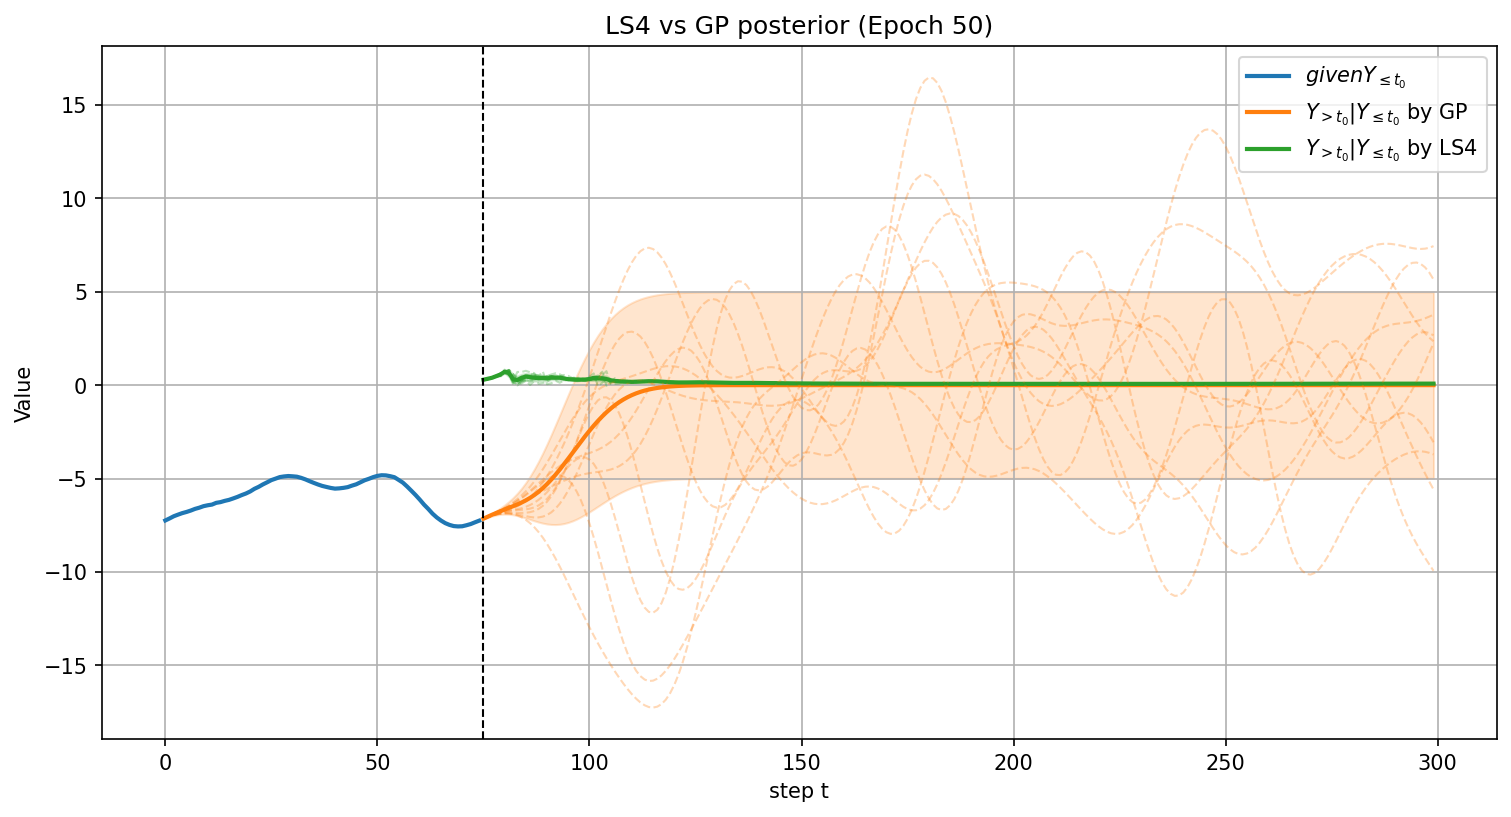 LS4 vs GP posterior (Epoch 50)
givenY≤t₀
Y>t₀|Y≤t₀ by GP
Y>t₀|Y≤t₀ by LS4
Value
15
10
5
0
−5
−10
−15
0 50 100 150 200 250 300
step t